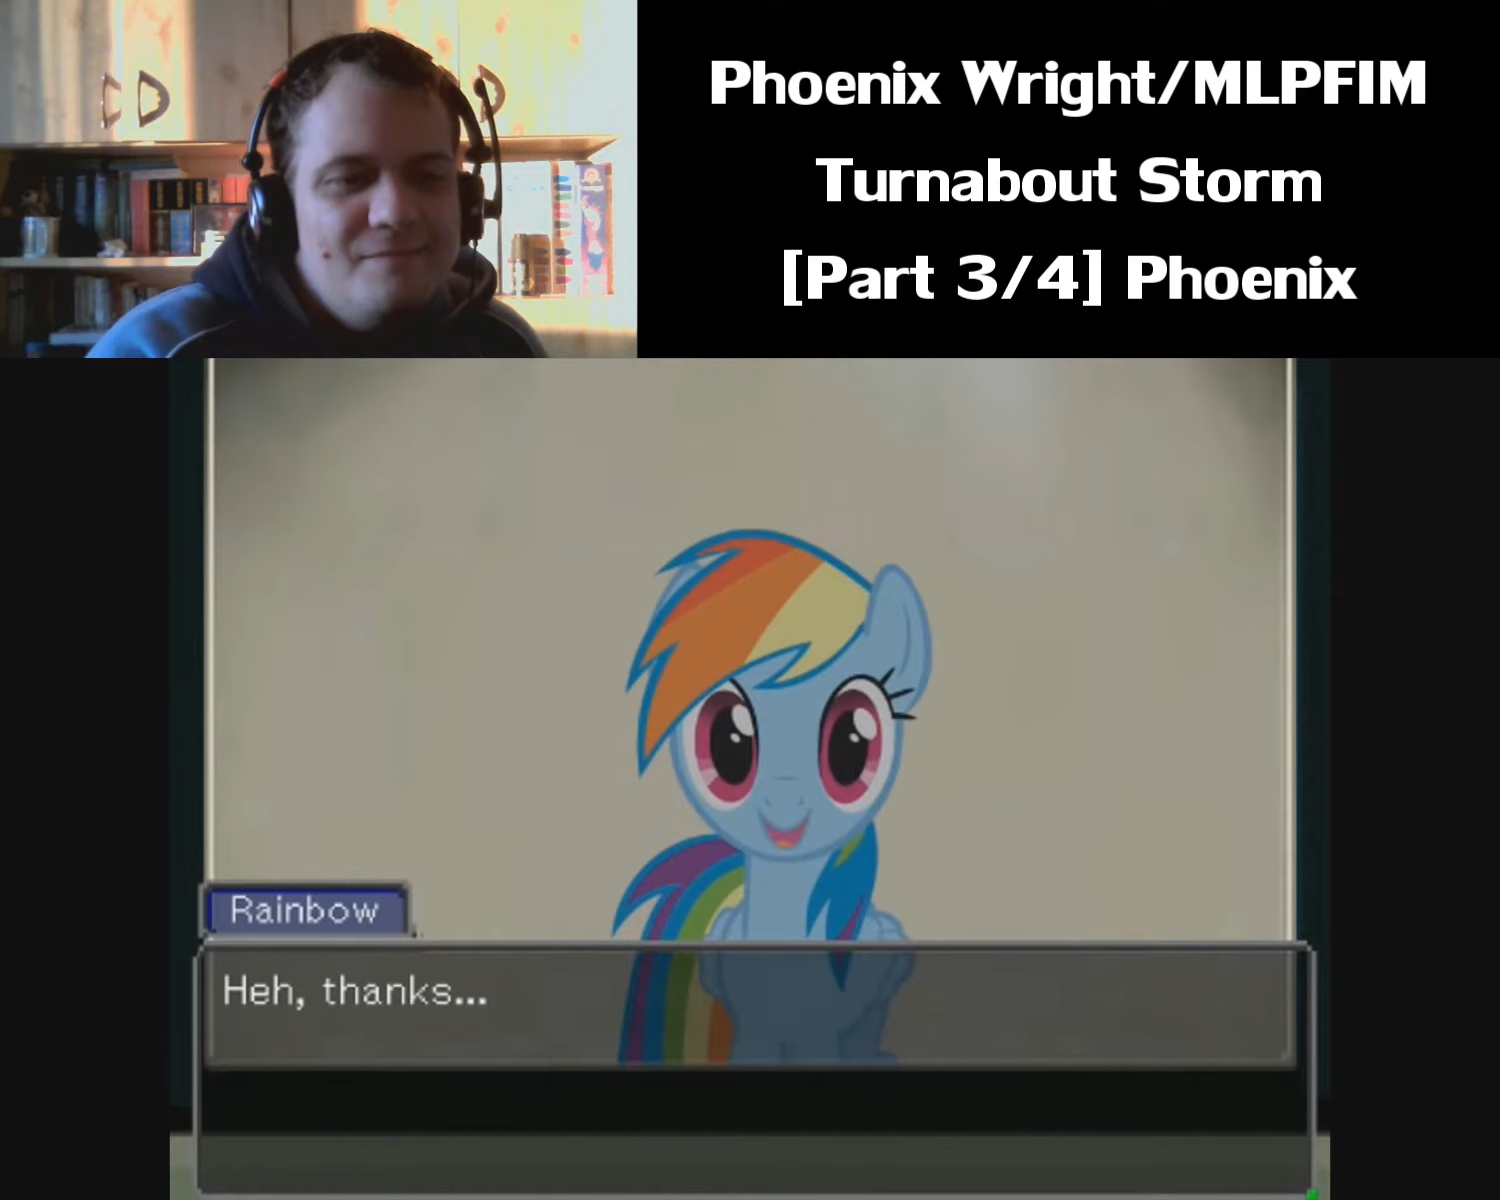 Phoenix Wright/MLPFIM
Turnabout Storm
[Part 3/4] Phoenix
Rainbow
Heh, thanks...